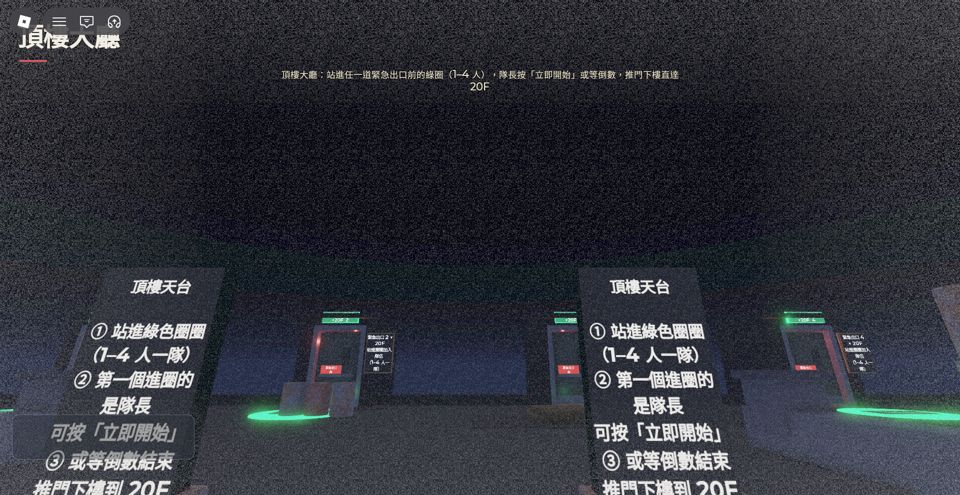 頂樓大廳
頂樓大廳：站進任一道緊急出口前的綠圈（1–4 人），隊長按「立即開始」或等倒數，推門下樓直達
20F
頂樓天台
① 站進綠色圈圈
（1–4 人一隊）
② 第一個進圈的
是隊長
可按「立即開始」
③ 或等倒數結束
推門下樓到 20F
頂樓天台
① 站進綠色圈圈
（1–4 人一隊）
② 第一個進圈的
是隊長
可按「立即開始」
③ 或等倒數結束
推門下樓到 20F